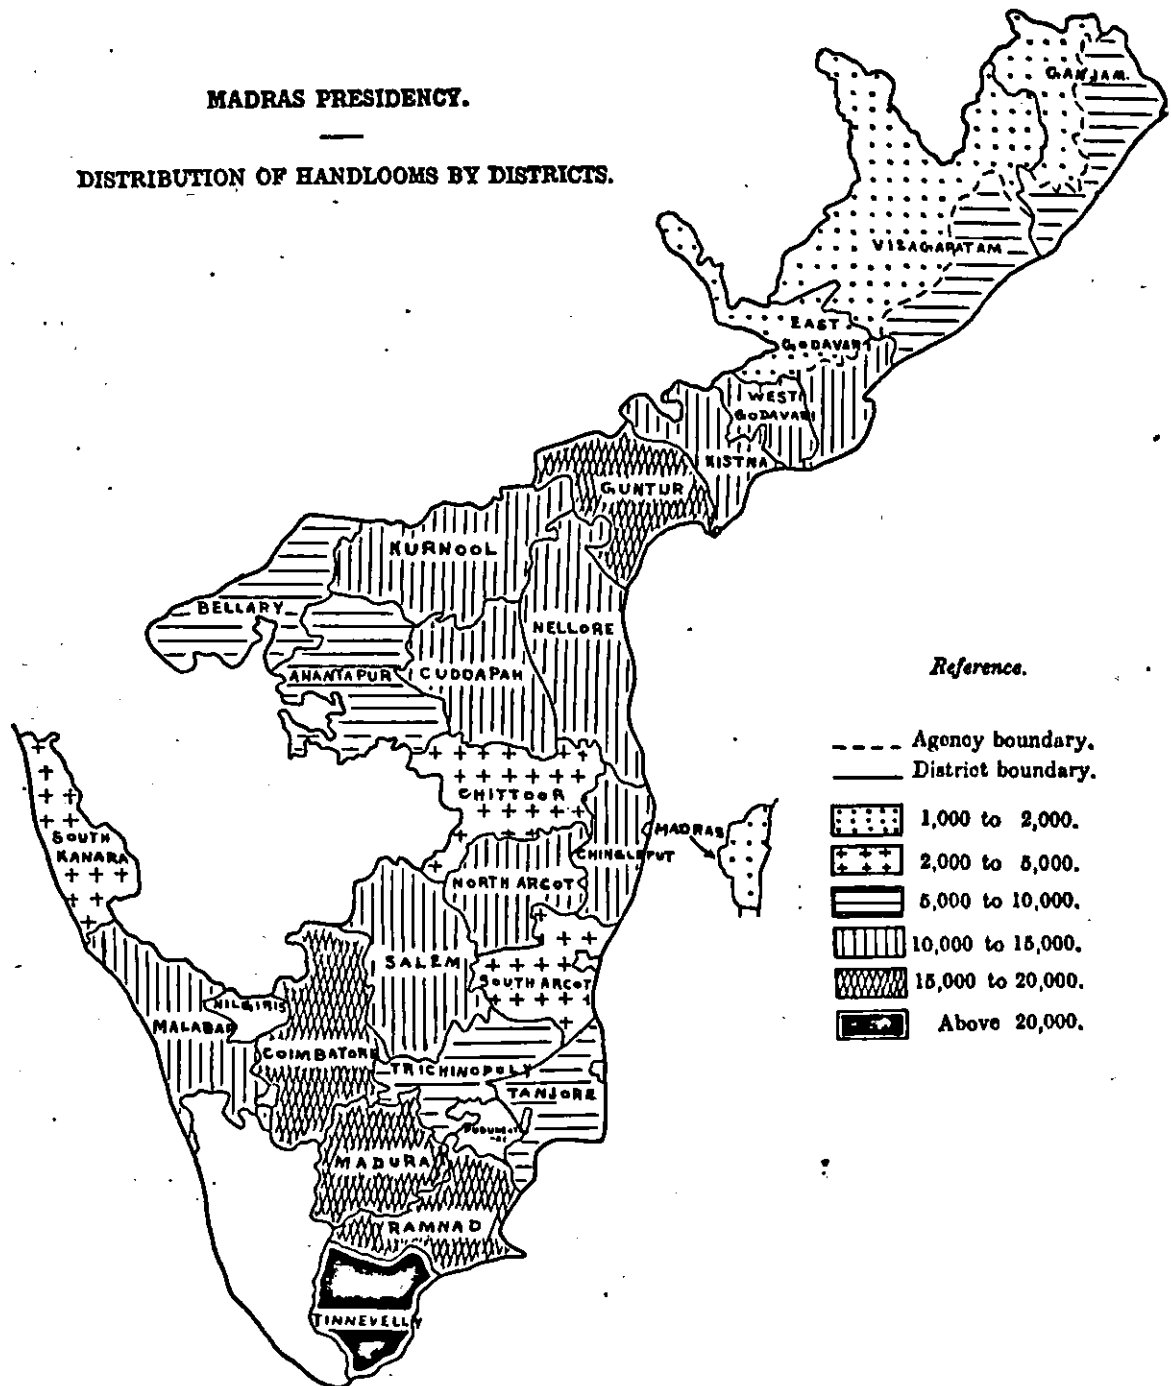 MADRAS PRESIDENCY.
DISTRIBUTION OF HANDLOOMS BY DISTRICTS.
GANJAM.
VIZAGAPATAM
EAST
GODAVARI
WEST
GODAVARI
KISTNA
GUNTUR
KURNOOL
BELLARY
NELLORE
ANANTAPUR
CUDDAPAH
CHITTOOR
SOUTH
KANARA
MADRAS
CHINGLEPUT
NORTH ARCOT
SALEM
SOUTH ARCOT
NILGIRIS
MALABAR
COIMBATORE
TRICHINOPOLY
TANJORE
MADURA
RAMNAD
TINNEVELLY
Reference.
Agency boundary.
District boundary.
1,000 to 2,000.
2,000 to 5,000.
5,000 to 10,000.
10,000 to 15,000.
15,000 to 20,000.
Above 20,000.